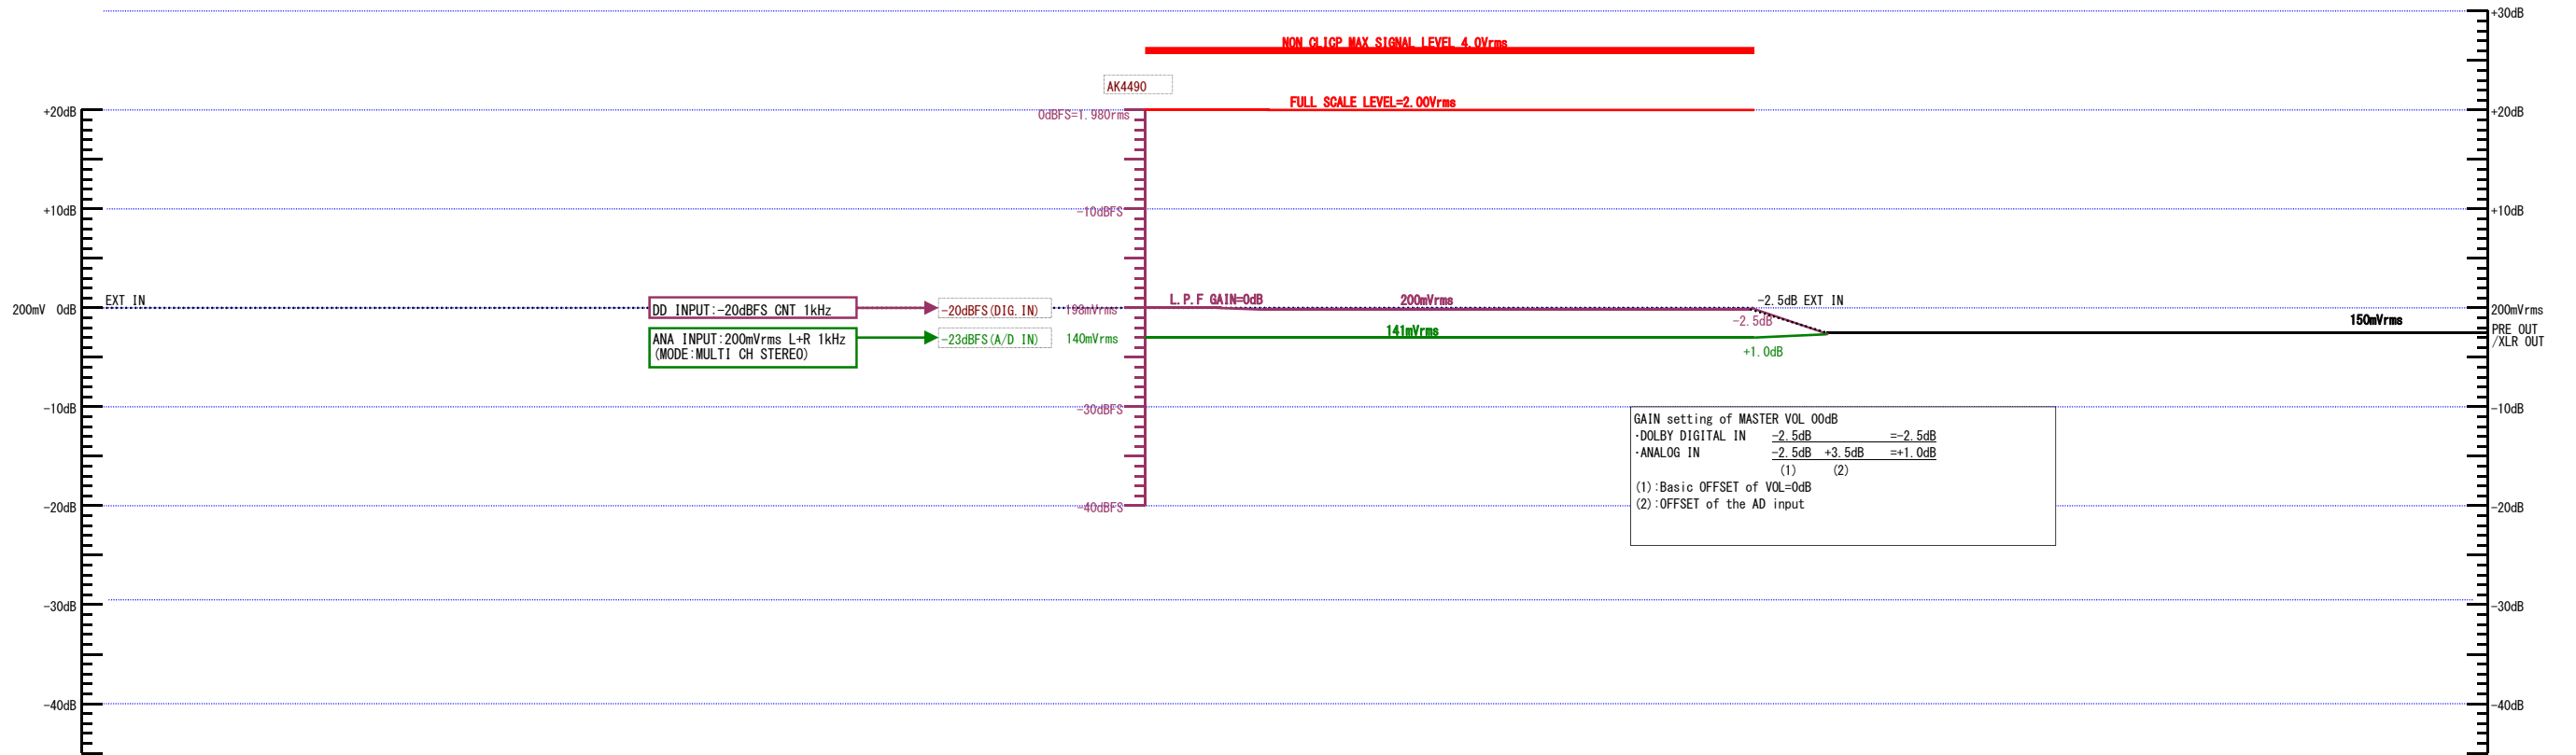 +30dB
NON CLICP MAX SIGNAL LEVEL 4.0Vrms
AK4490
FULL SCALE LEVEL=2.00Vrms
+20dB
0dBFS=1.980rms
+20dB
+10dB
-10dBFS
+10dB
EXT IN
L.P.F GAIN=0dB
200mVrms
-2.5dB EXT IN
200mV 0dB
DD INPUT:-20dBFS CNT 1kHz
-20dBFS(DIG.IN)
198mVrms
-2.5dB
150mVrms
200mVrms
ANA INPUT:200mVrms L+R 1kHz
(MODE:MULTI CH STEREO)
-23dBFS(A/D IN)
140mVrms
141mVrms
+1.0dB
PRE OUT
/XLR OUT
-10dB
-30dBFS
-10dB
GAIN setting of MASTER VOL 00dB
・DOLBY DIGITAL IN -2.5dB =-2.5dB
・ANALOG IN -2.5dB +3.5dB =+1.0dB
(1) (2)
(1):Basic OFFSET of VOL=0dB
(2):OFFSET of the AD input
-20dB
-40dBFS
-20dB
-30dB
-30dB
-40dB
-40dB